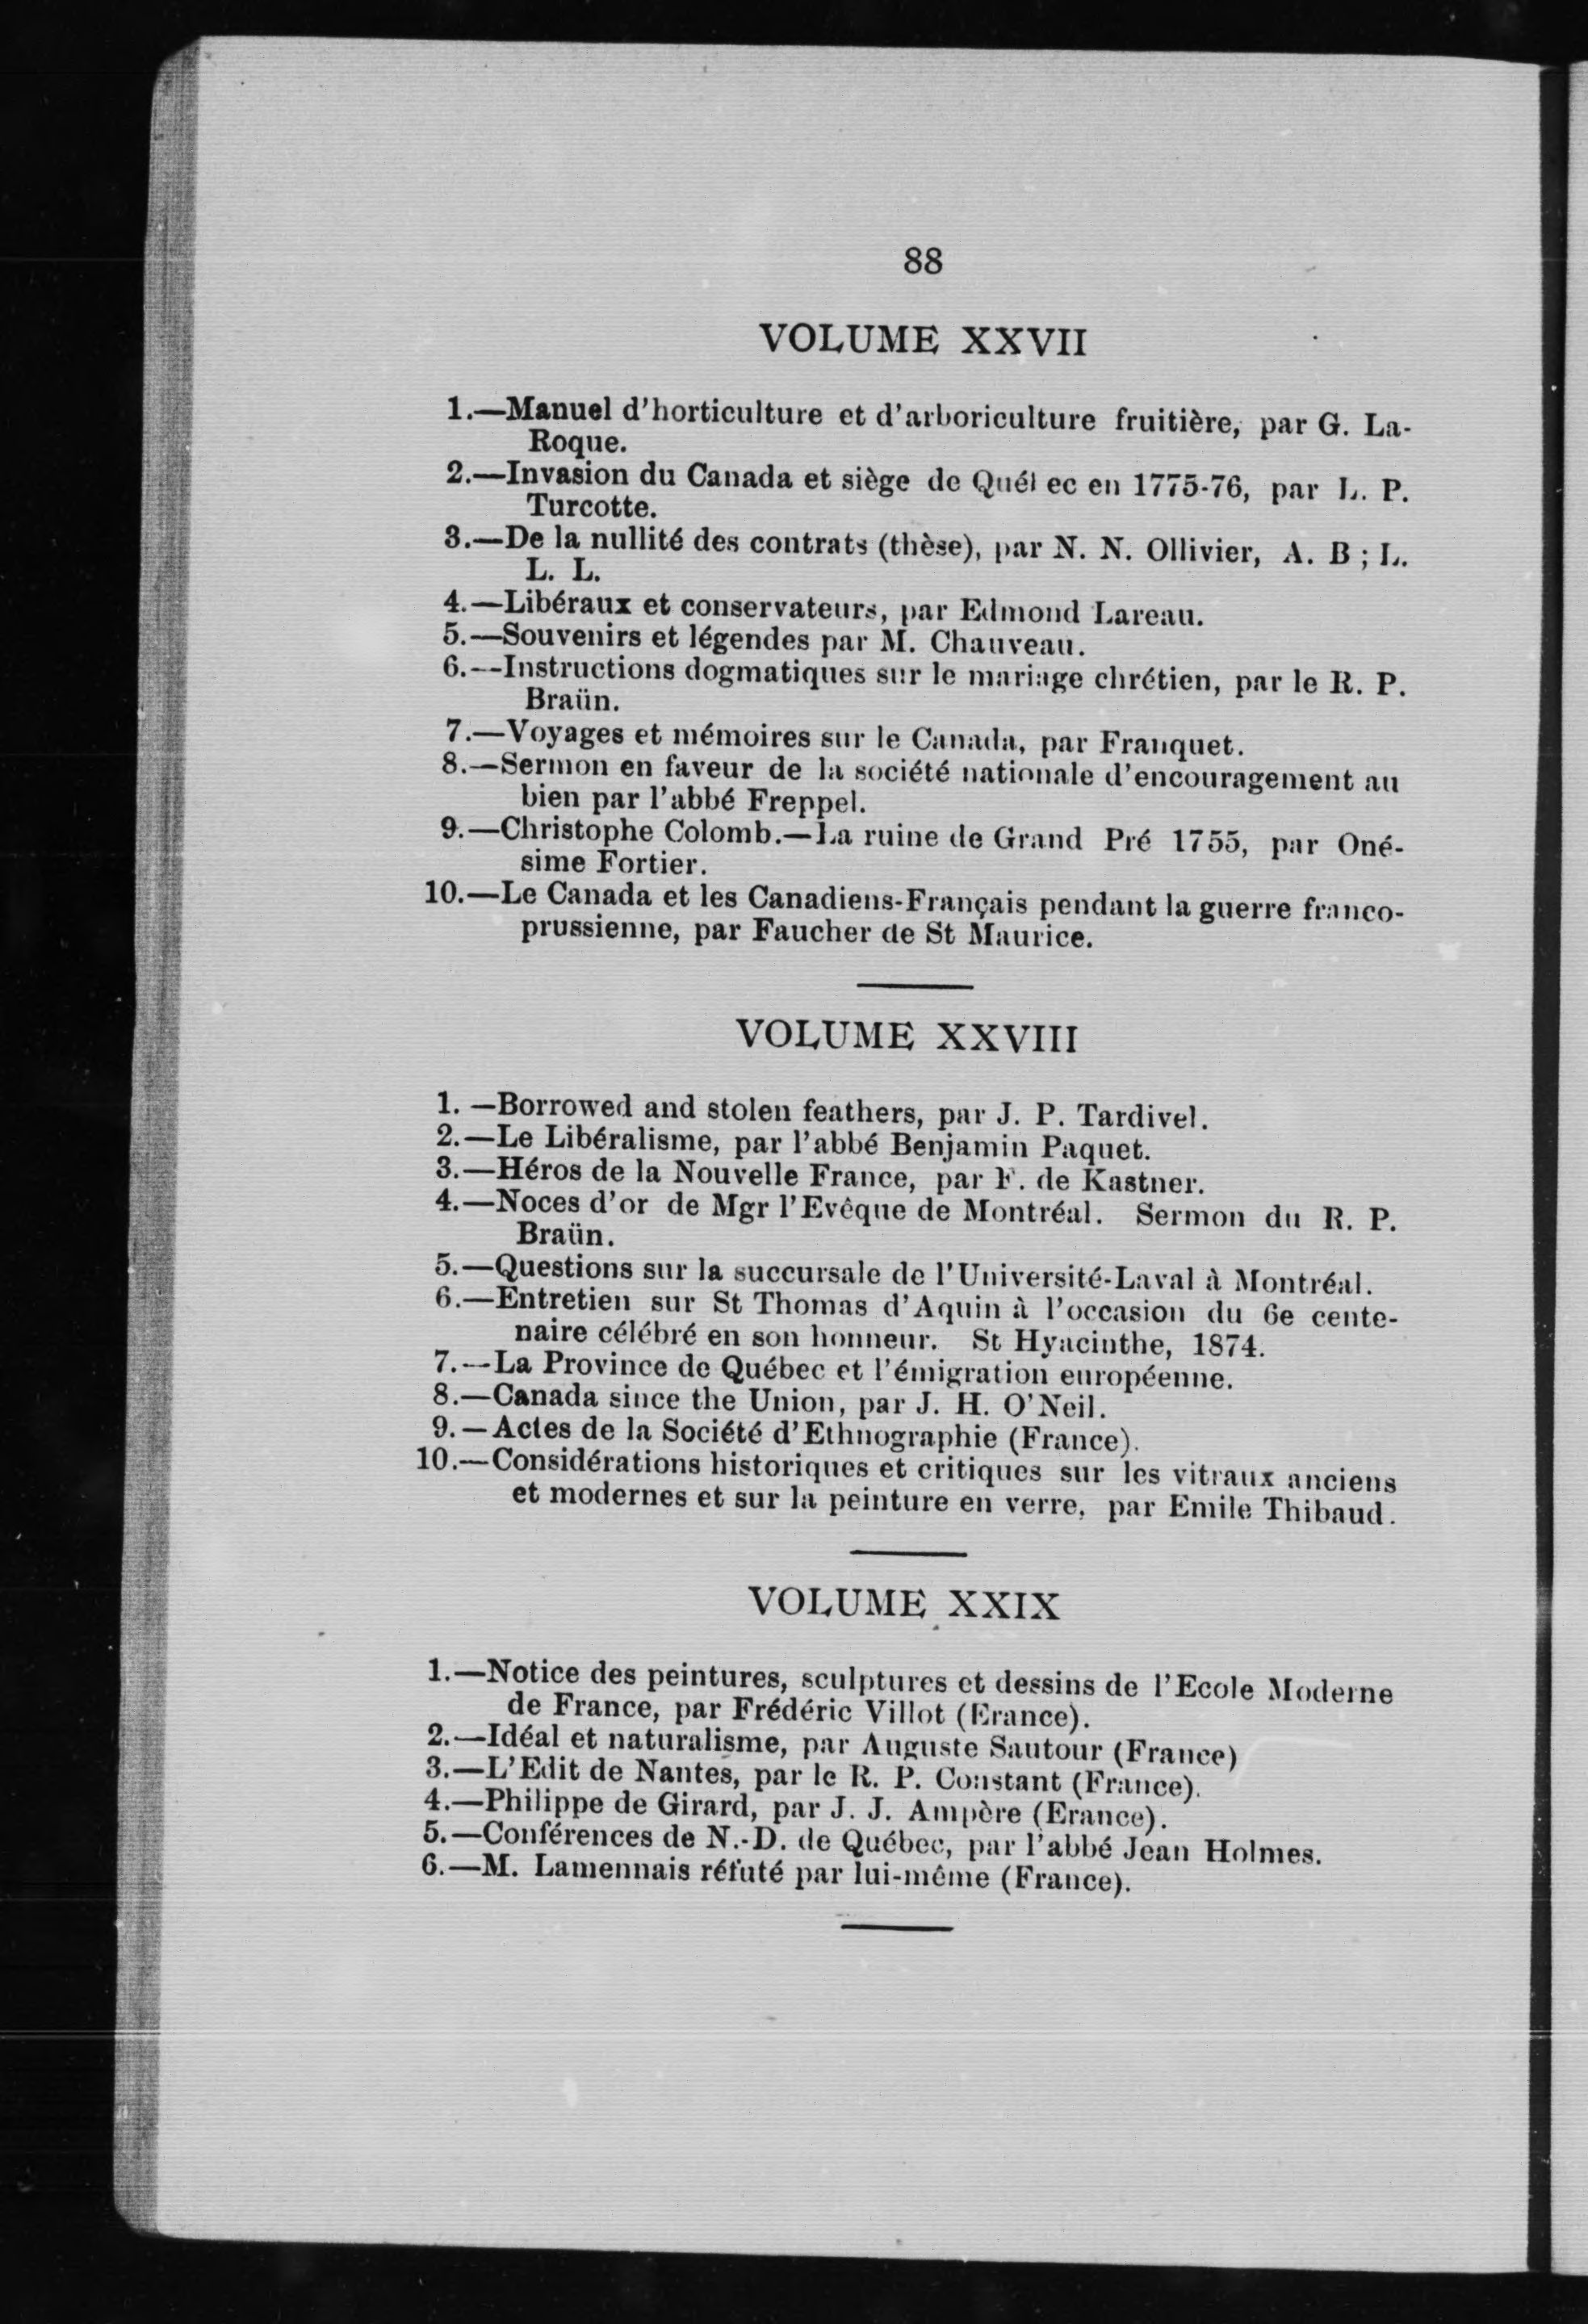 88
VOLUME XXVII
1.—Manuel d'horticulture et d'arboriculture fruitière, par G. La-
Roque.
2.—Invasion du Canada et siège de Quél ec en 1775-76, par L. P.
Turcotte.
3.—De la nullité des contrats (thèse), par N. N. Ollivier, A. B ; L.
L. L.
4.—Libéraux et conservateurs, par Edmond Lareau.
5.—Souvenirs et légendes par M. Chauveau.
6.—Instructions dogmatiques sur le mariage chrétien, par le R. P.
Braün.
7.—Voyages et mémoires sur le Canada, par Franquet.
8.—Sermon en faveur de la société nationale d'encouragement au
bien par l'abbé Freppel.
9.—Christophe Colomb.—La ruine de Grand Pré 1755, par Oné-
sime Fortier.
10.—Le Canada et les Canadiens-Français pendant la guerre franco-
prussienne, par Faucher de St Maurice.
VOLUME XXVIII
1. —Borrowed and stolen feathers, par J. P. Tardivel.
2.—Le Libéralisme, par l'abbé Benjamin Paquet.
3.—Héros de la Nouvelle France, par F. de Kastner.
4.—Noces d'or de Mgr l'Evêque de Montréal. Sermon du R. P.
Braün.
5.—Questions sur la succursale de l'Université-Laval à Montréal.
6.—Entretien sur St Thomas d'Aquin à l'occasion du 6e cente-
naire célébré en son honneur. St Hyacinthe, 1874.
7.—La Province de Québec et l'émigration européenne.
8.—Canada since the Union, par J. H. O'Neil.
9.—Actes de la Société d'Ethnographie (France).
10.—Considérations historiques et critiques sur les vitraux anciens
et modernes et sur la peinture en verre, par Emile Thibaud.
VOLUME XXIX
1.—Notice des peintures, sculptures et dessins de l'Ecole Moderne
de France, par Frédéric Villot (Erance).
2.—Idéal et naturalisme, par Auguste Sautour (France)
3.—L'Edit de Nantes, par le R. P. Constant (France).
4.—Philippe de Girard, par J. J. Ampère (Erance).
5.—Conférences de N.-D. de Québec, par l'abbé Jean Holmes.
6.—M. Lamennais réfuté par lui-même (France).